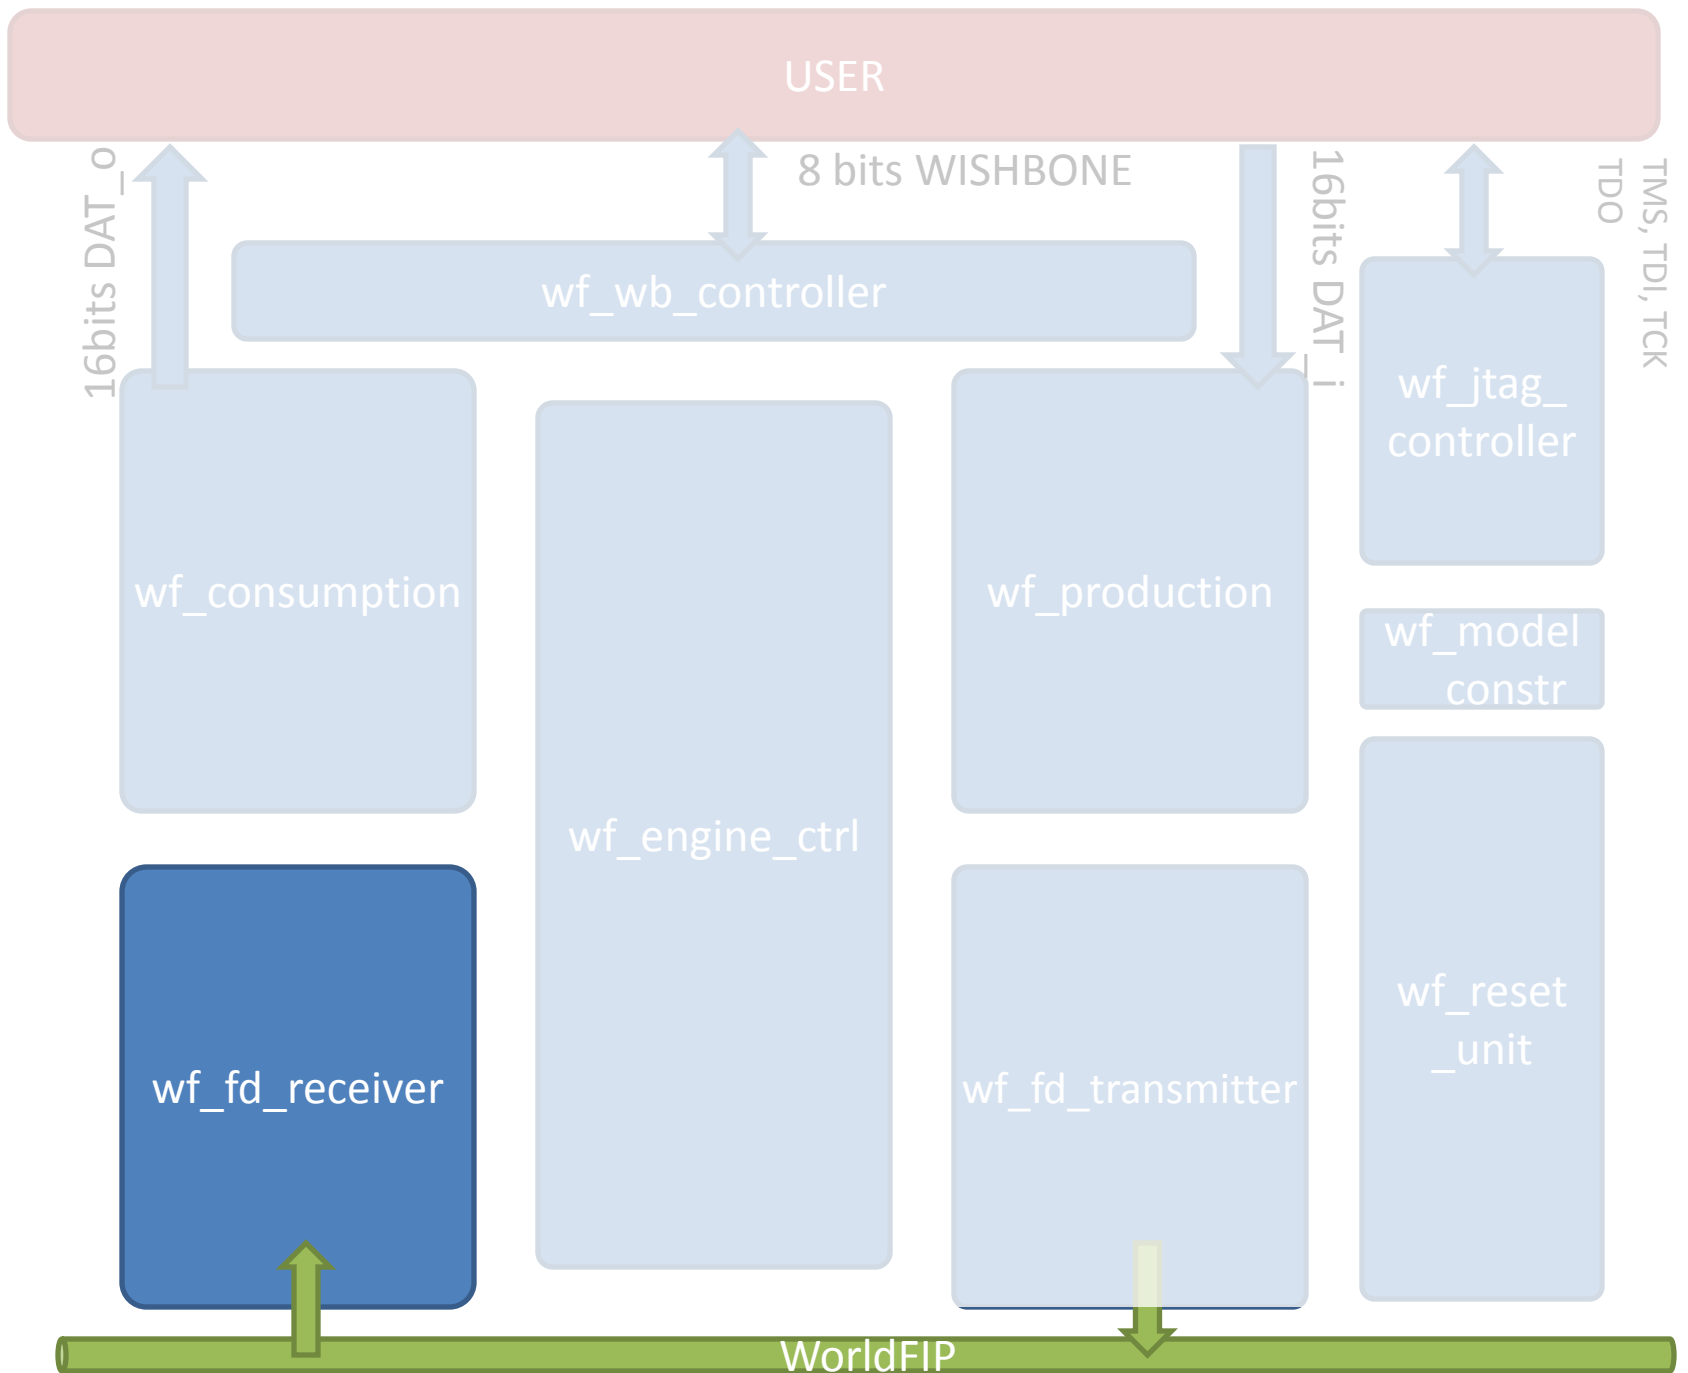 USER
16bits DAT_o
8 bits WISHBONE
16bits DAT_i
TMS, TDI, TCK
TDO
wf_wb_controller
wf_jtag_
controller
wf_consumption
wf_production
wf_model
constr
wf_engine_ctrl
wf_reset
_unit
wf_fd_receiver
wf_fd_transmitter
WorldFIP